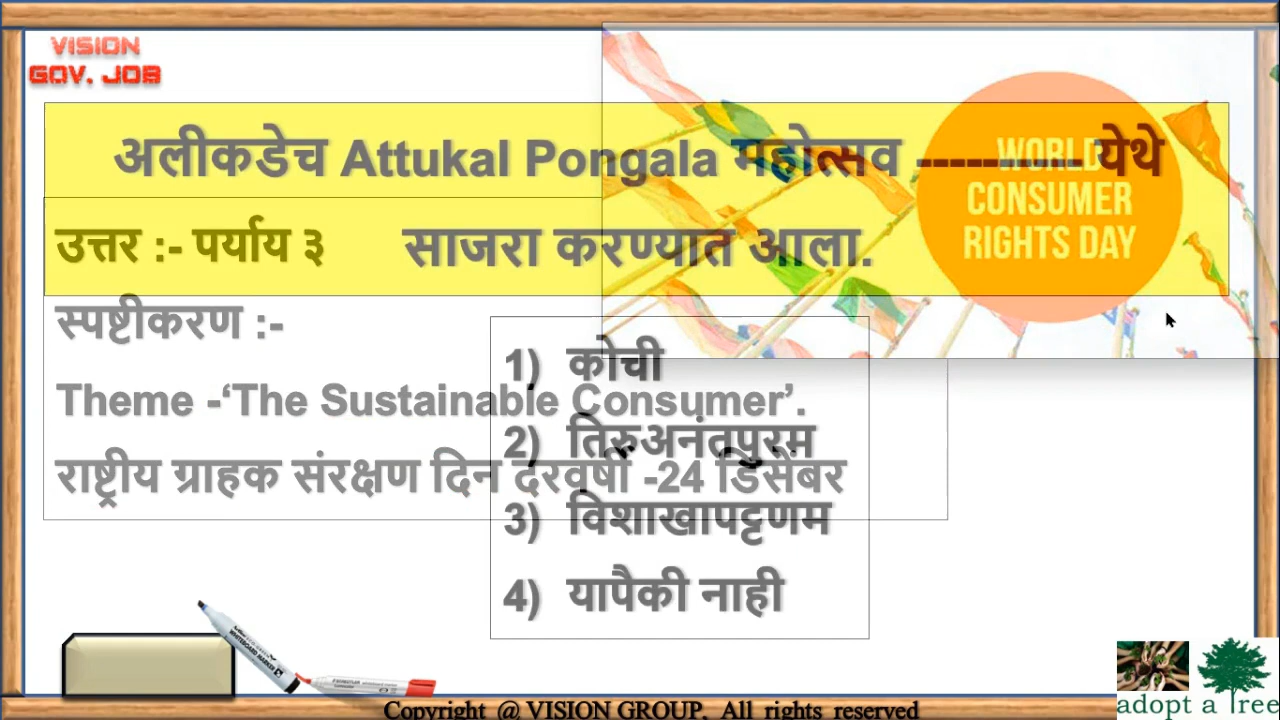 VISION
GOV. JOB
अलीकडेच Attukal Pongala महोत्सव ----------- येथे
साजरा करण्यात आला.
WORLD
CONSUMER
RIGHTS DAY
उत्तर :- पर्याय ३
स्पष्टीकरण :-
Theme -‘The Sustainable Consumer’.
राष्ट्रीय ग्राहक संरक्षण दिन दरवर्षी -24 डिसेंबर
1) कोची
2) तिरुअनंतपुरम
3) विशाखापट्टणम
4) यापैकी नाही
Copyright @ VISION GROUP, All rights reserved
adopt a Tree